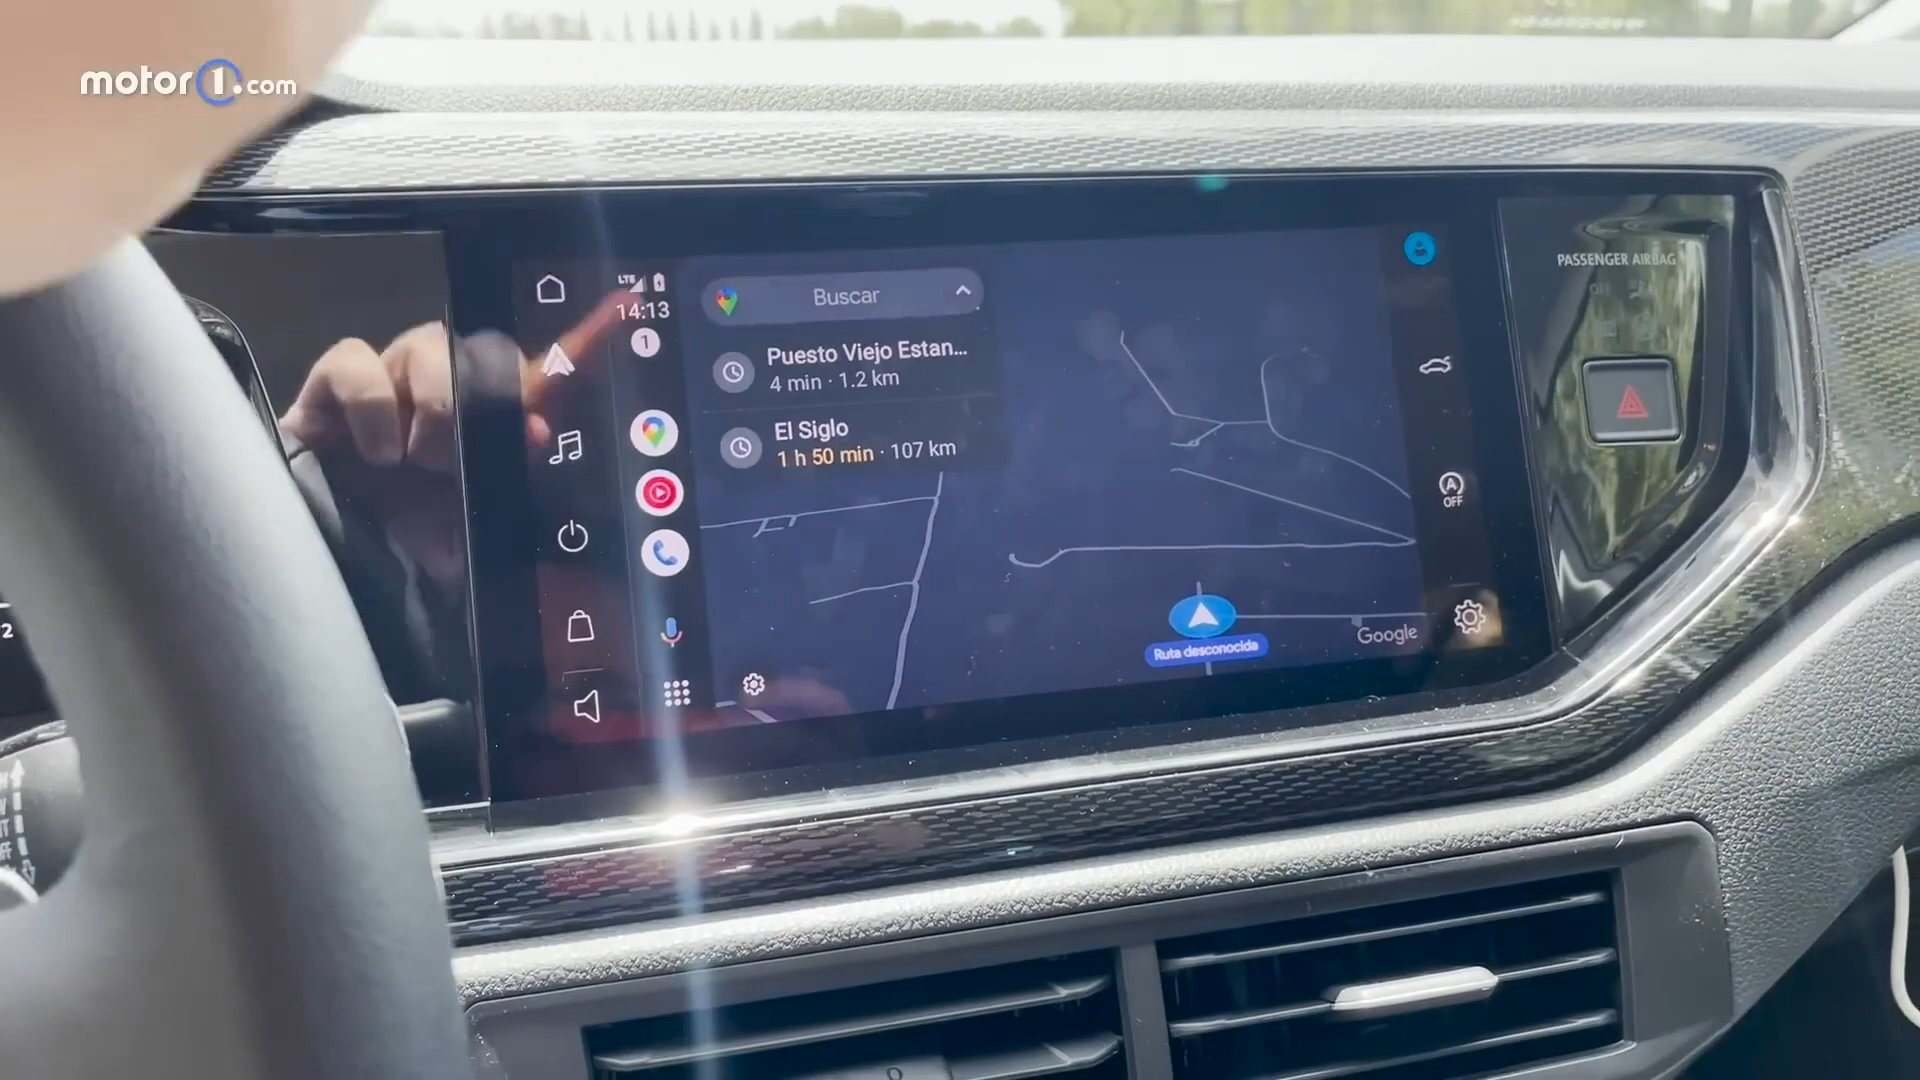 motor1.com
LTE
14:13
1
Buscar
Puesto Viejo Estan...
4 min · 1.2 km
El Siglo
1 h 50 min · 107 km
Ruta desconocida
Google
A
OFF
PASSENGER AIRBAG